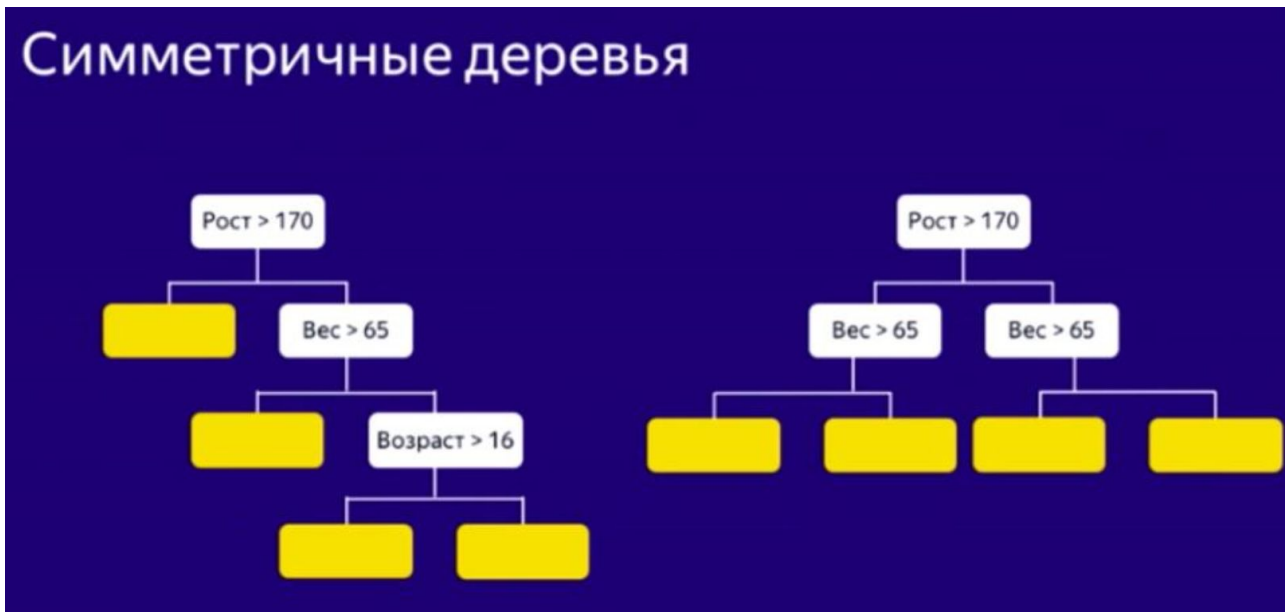 Симметричные деревья
Рост > 170
Вес > 65
Возраст > 16
Рост > 170
Вес > 65
Вес > 65